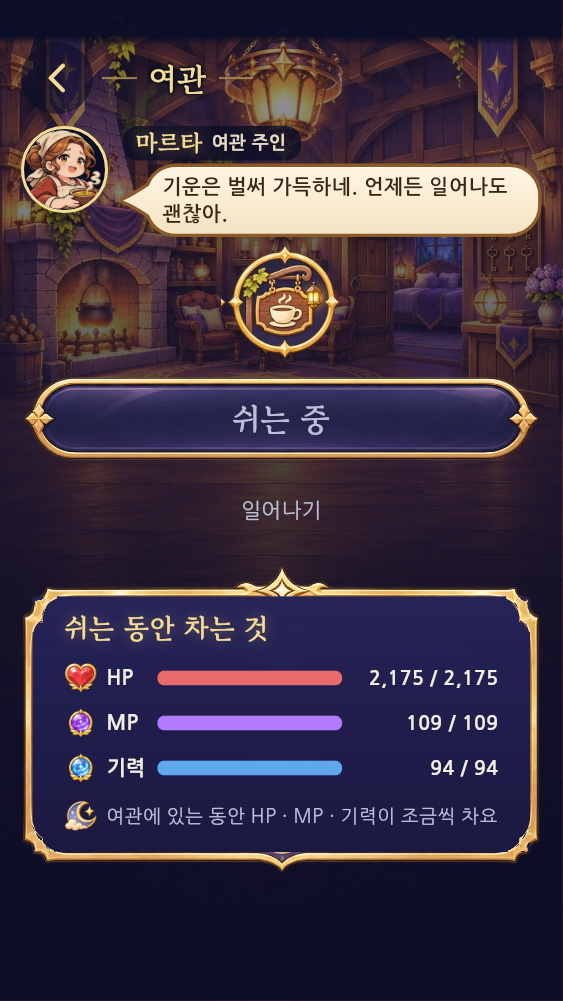 여관
마르타 여관 주인
기운은 벌써 가득하네. 언제든 일어나도
괜찮아.
쉬는 중
일어나기
쉬는 동안 차는 것
HP 2,175 / 2,175
MP 109 / 109
기력 94 / 94
여관에 있는 동안 HP · MP · 기력이 조금씩 차요